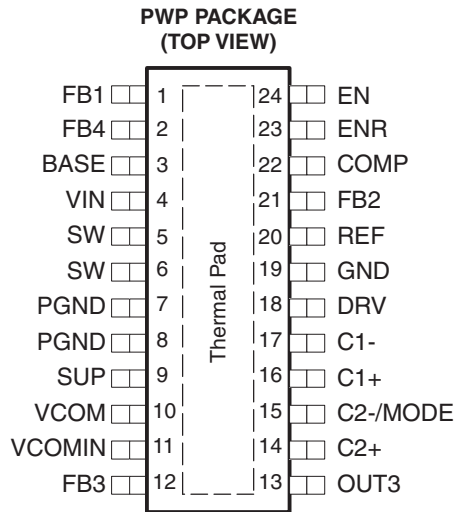 PWP PACKAGE
(TOP VIEW)
FB1 1 24 EN
FB4 2 23 ENR
BASE 3 22 COMP
VIN 4 21 FB2
SW 5 20 REF
SW 6 19 GND
PGND 7 18 DRV
PGND 8 17 C1-
SUP 9 16 C1+
VCOM 10 15 C2-/MODE
VCOMIN 11 14 C2+
FB3 12 13 OUT3
Thermal Pad